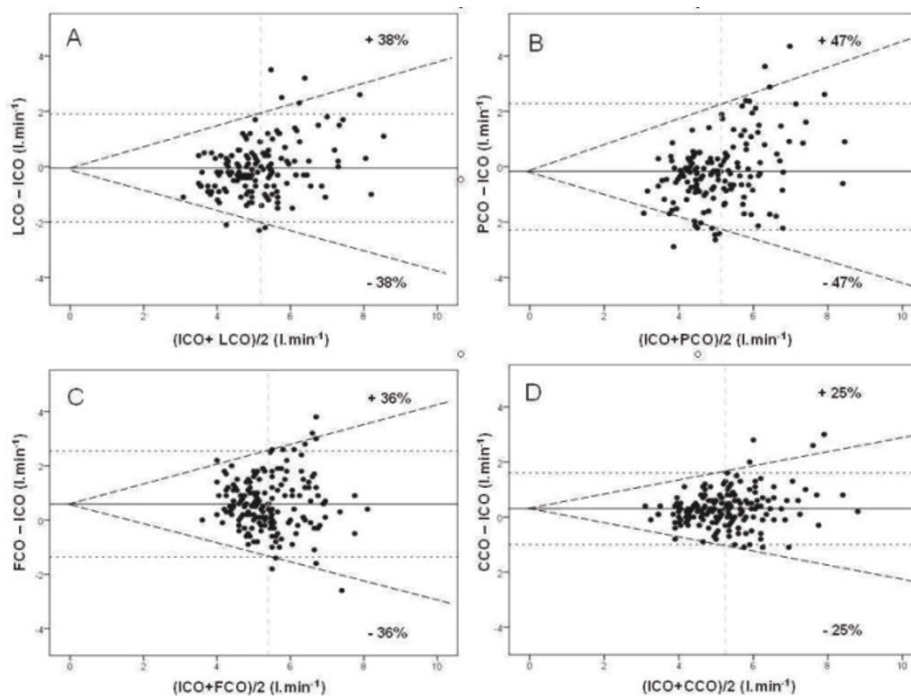 A
+ 38%
4
2
0
-2
-4
LCO – ICO (l.min⁻¹)
- 38%
0 2 4 6 8 10
(ICO+ LCO)/2 (l.min⁻¹)
B
+ 47%
4
2
0
-2
-4
PCO – ICO (l.min⁻¹)
- 47%
0 2 4 6 8 10
(ICO+PCO)/2 (l.min⁻¹)
C
+ 36%
4
2
0
-2
-4
FCO – ICO (l.min⁻¹)
- 36%
0 2 4 6 8 10
(ICO+FCO)/2 (l.min⁻¹)
D
+ 25%
4
2
0
-2
-4
CCO – ICO (l.min⁻¹)
- 25%
0 2 4 6 8 10
(ICO+CCO)/2 (l.min⁻¹)